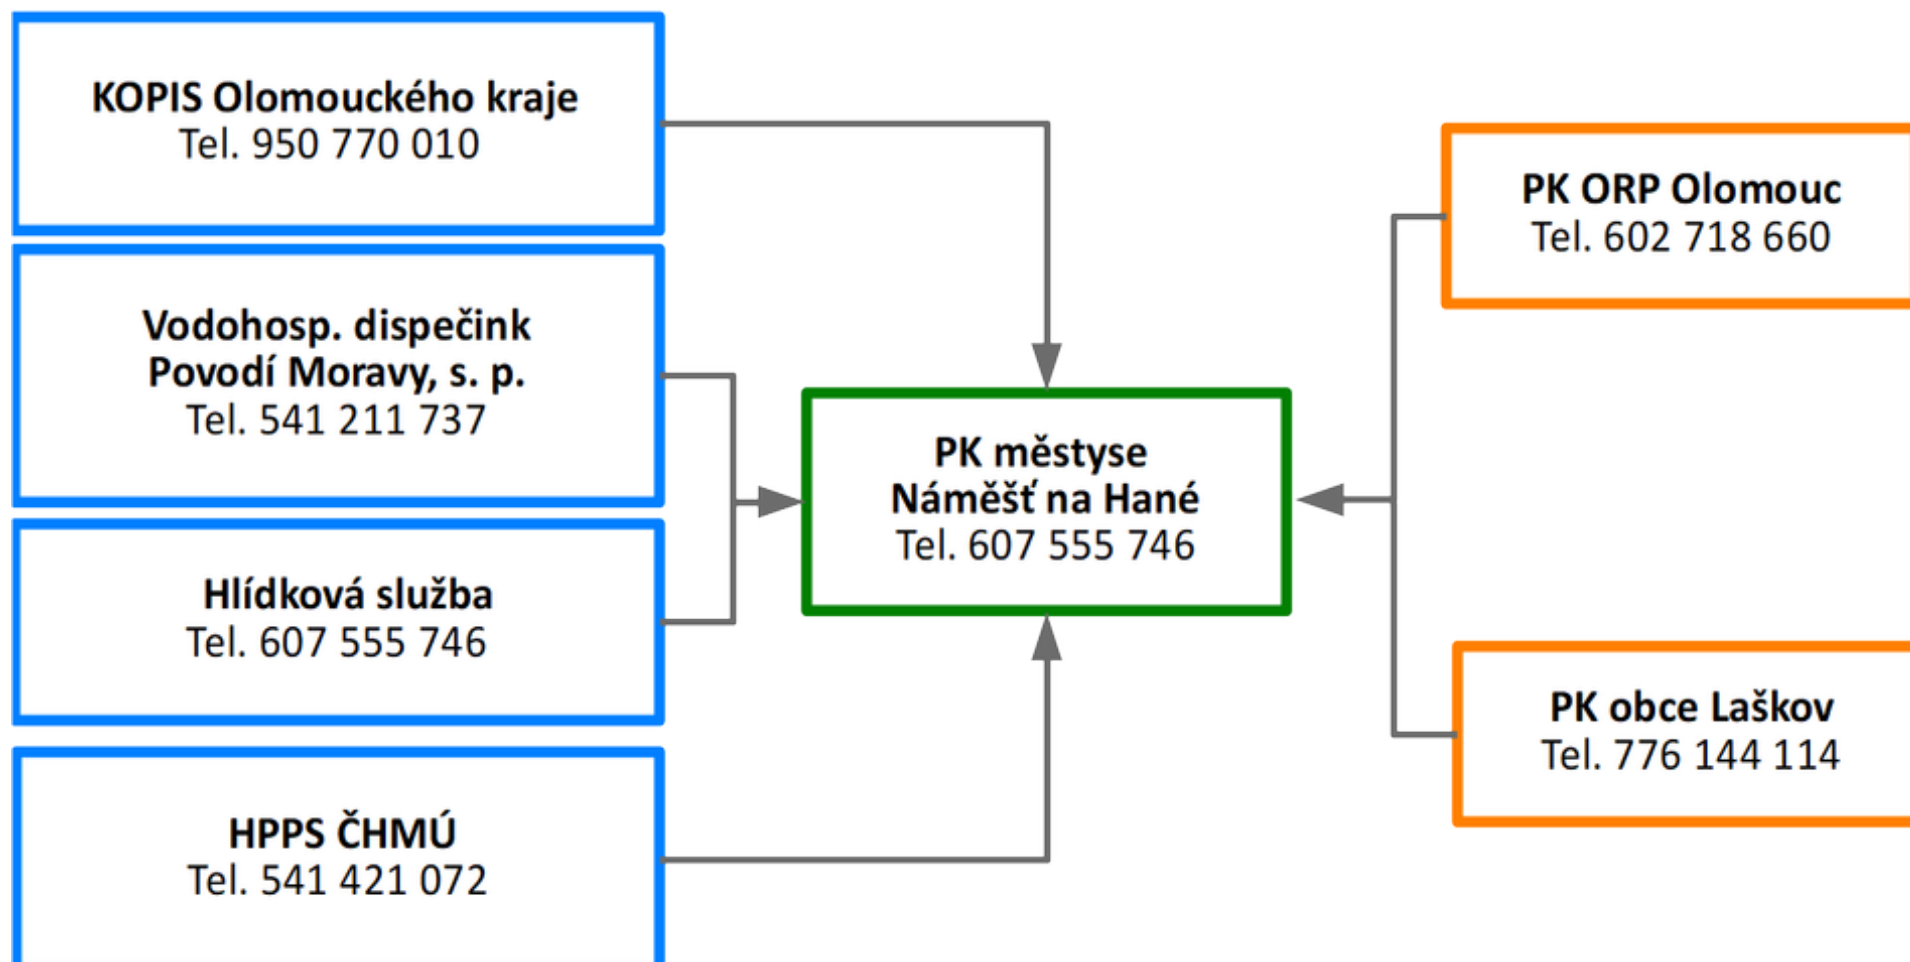 KOPIS Olomouckého kraje
Tel. 950 770 010
Vodohosp. dispečink
Povodí Moravy, s. p.
Tel. 541 211 737
Hlídková služba
Tel. 607 555 746
HPPS ČHMÚ
Tel. 541 421 072
PK městyse
Náměšť na Hané
Tel. 607 555 746
PK ORP Olomouc
Tel. 602 718 660
PK obce Laškov
Tel. 776 144 114